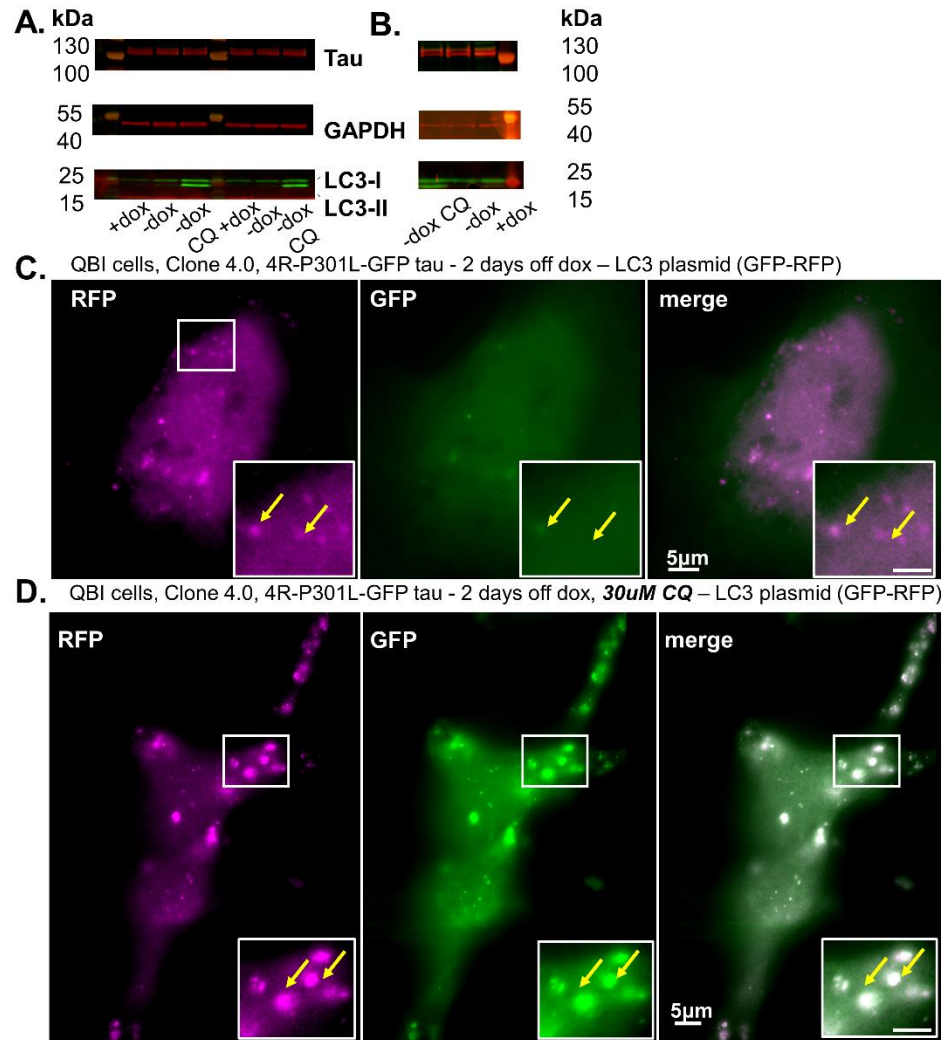 A.
kDa
130
100
55
40
25
15
Tau
GAPDH
LC3-I
LC3-II
+dox
-dox
-dox
CQ
+dox
-dox
-dox
CQ
B.
kDa
130
100
55
40
25
15
-dox CQ
-dox
+dox
C. QBI cells, Clone 4.0, 4R-P301L-GFP tau - 2 days off dox – LC3 plasmid (GFP-RFP)
RFP
GFP
merge
5μm
D. QBI cells, Clone 4.0, 4R-P301L-GFP tau - 2 days off dox, 30uM CQ – LC3 plasmid (GFP-RFP)
RFP
GFP
merge
5μm